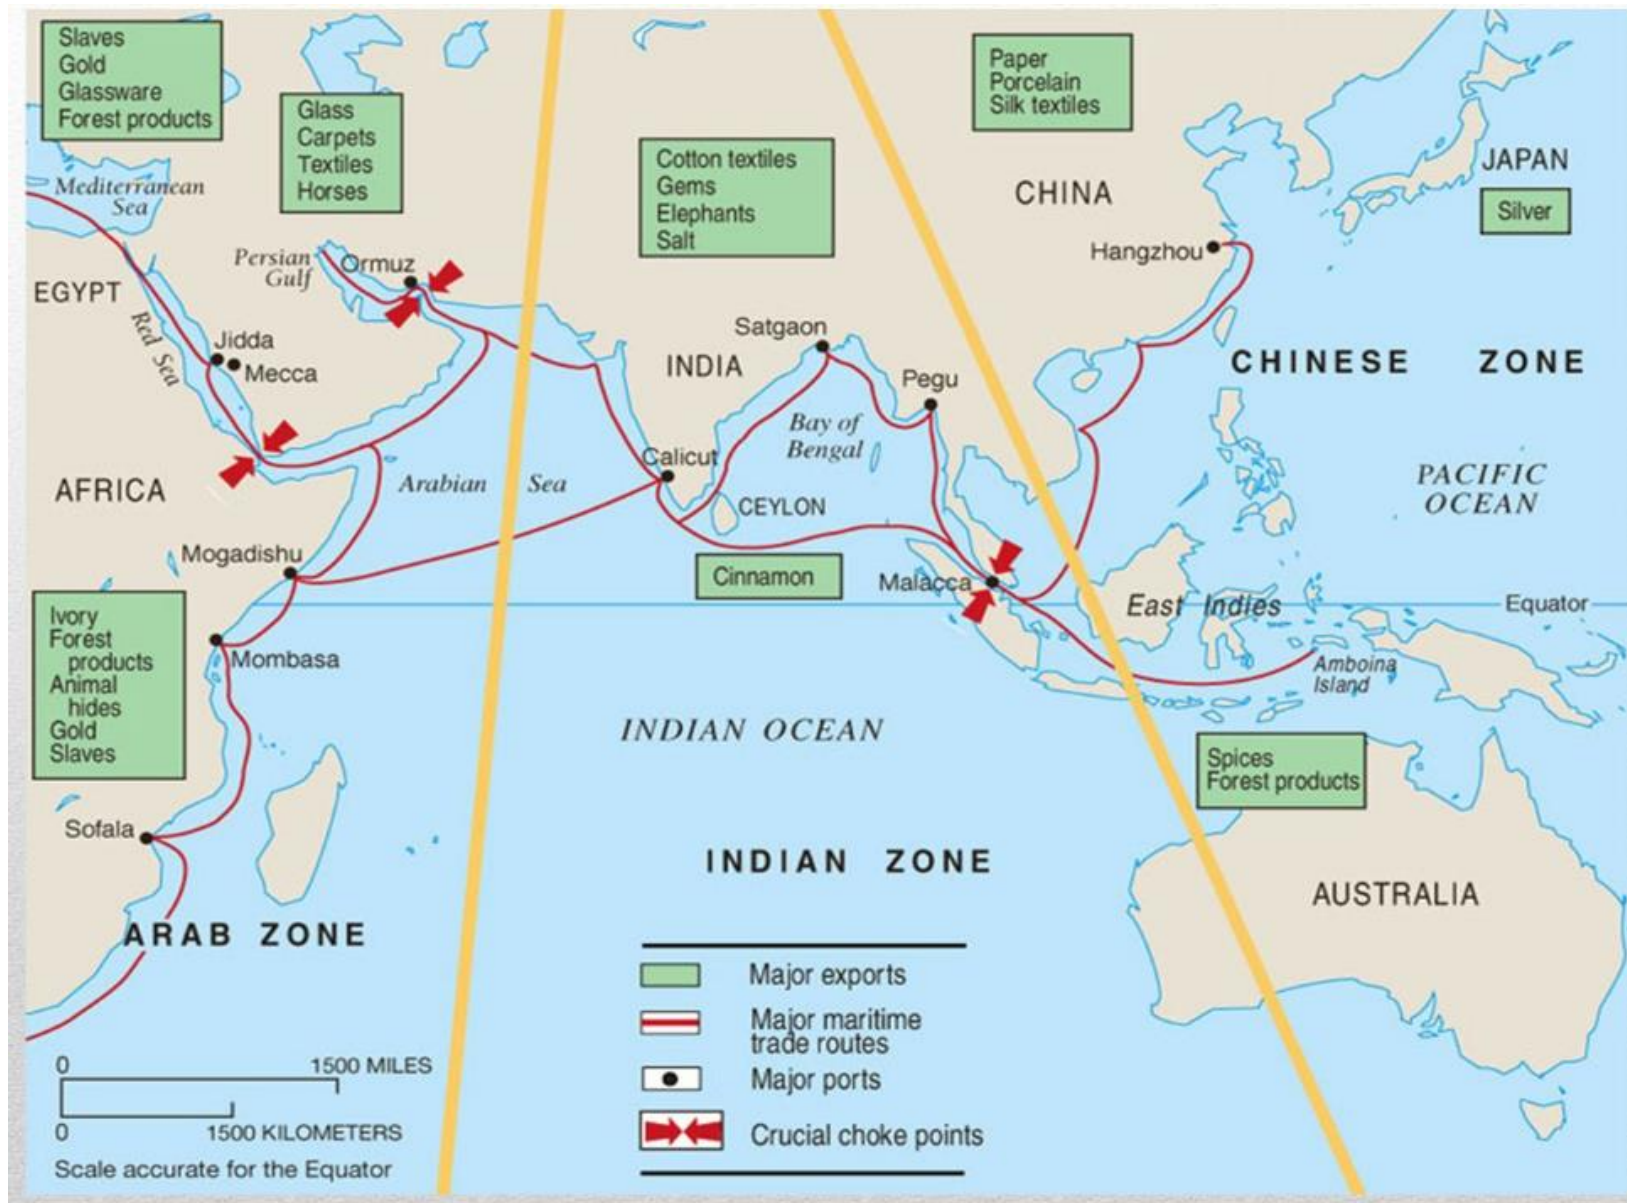 Slaves
Gold
Glassware
Forest products
Glass
Carpets
Textiles
Horses
Cotton textiles
Gems
Elephants
Salt
Paper
Porcelain
Silk textiles
JAPAN
Silver
CHINA
Hangzhou
Mediterranean
Sea
Persian
Gulf
Ormuz
EGYPT
Red Sea
Jidda
Mecca
Satgaon
INDIA
Pegu
CHINESE ZONE
Bay of
Bengal
Calicut
Arabian Sea
CEYLON
AFRICA
PACIFIC
OCEAN
Mogadishu
Cinnamon
Malacca
East Indies
Equator
Ivory
Forest
products
Animal
hides
Gold
Slaves
Mombasa
Amboina
Island
INDIAN OCEAN
Spices
Forest products
Sofala
INDIAN ZONE
AUSTRALIA
ARAB ZONE
Major exports
Major maritime
trade routes
Major ports
Crucial choke points
0 1500 MILES
0 1500 KILOMETERS
Scale accurate for the Equator